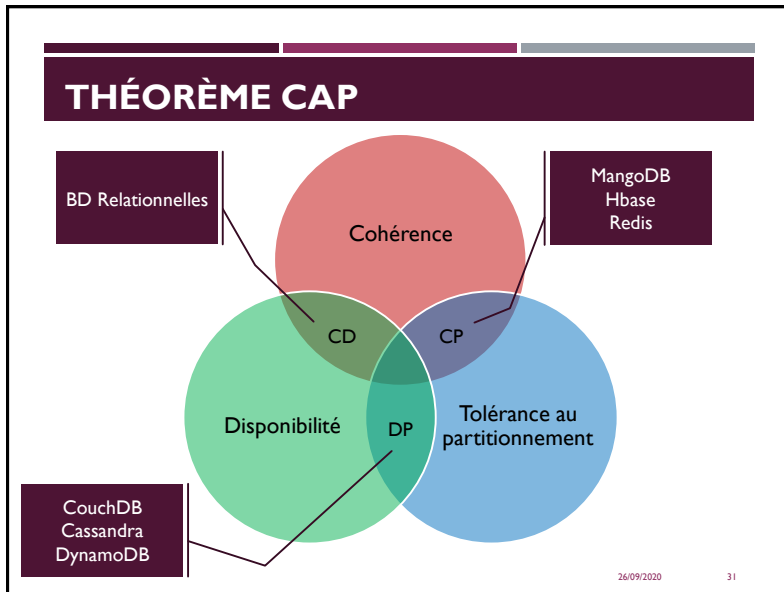 THÉORÈME CAP
BD Relationnelles
MangoDB
Hbase
Redis
Cohérence
CD
CP
Disponibilité
DP
Tolérance au
partitionnement
CouchDB
Cassandra
DynamoDB
26/09/2020
31